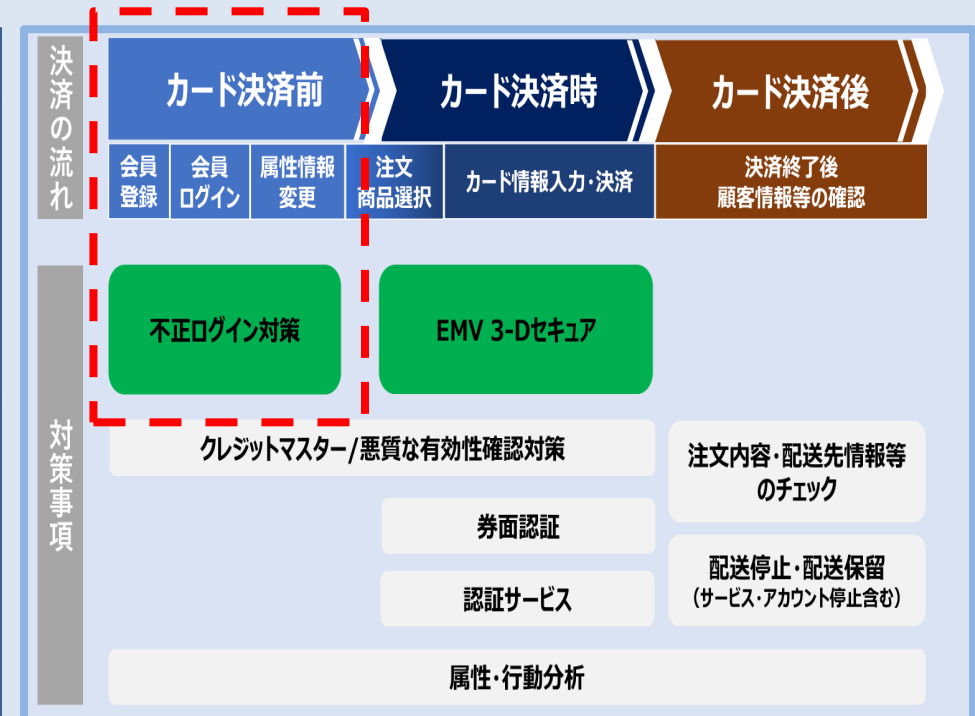 決済の流れ
カード決済前
カード決済時
カード決済後
会員
登録
会員
ログイン
属性情報
変更
注文
商品選択
カード情報入力・決済
決済終了後
顧客情報等の確認
対策事項
不正ログイン対策
EMV 3-Dセキュア
クレジットマスター/悪質な有効性確認対策
注文内容・配送先情報等
のチェック
券面認証
配送停止・配送保留
(サービス・アカウント停止含む)
認証サービス
属性・行動分析